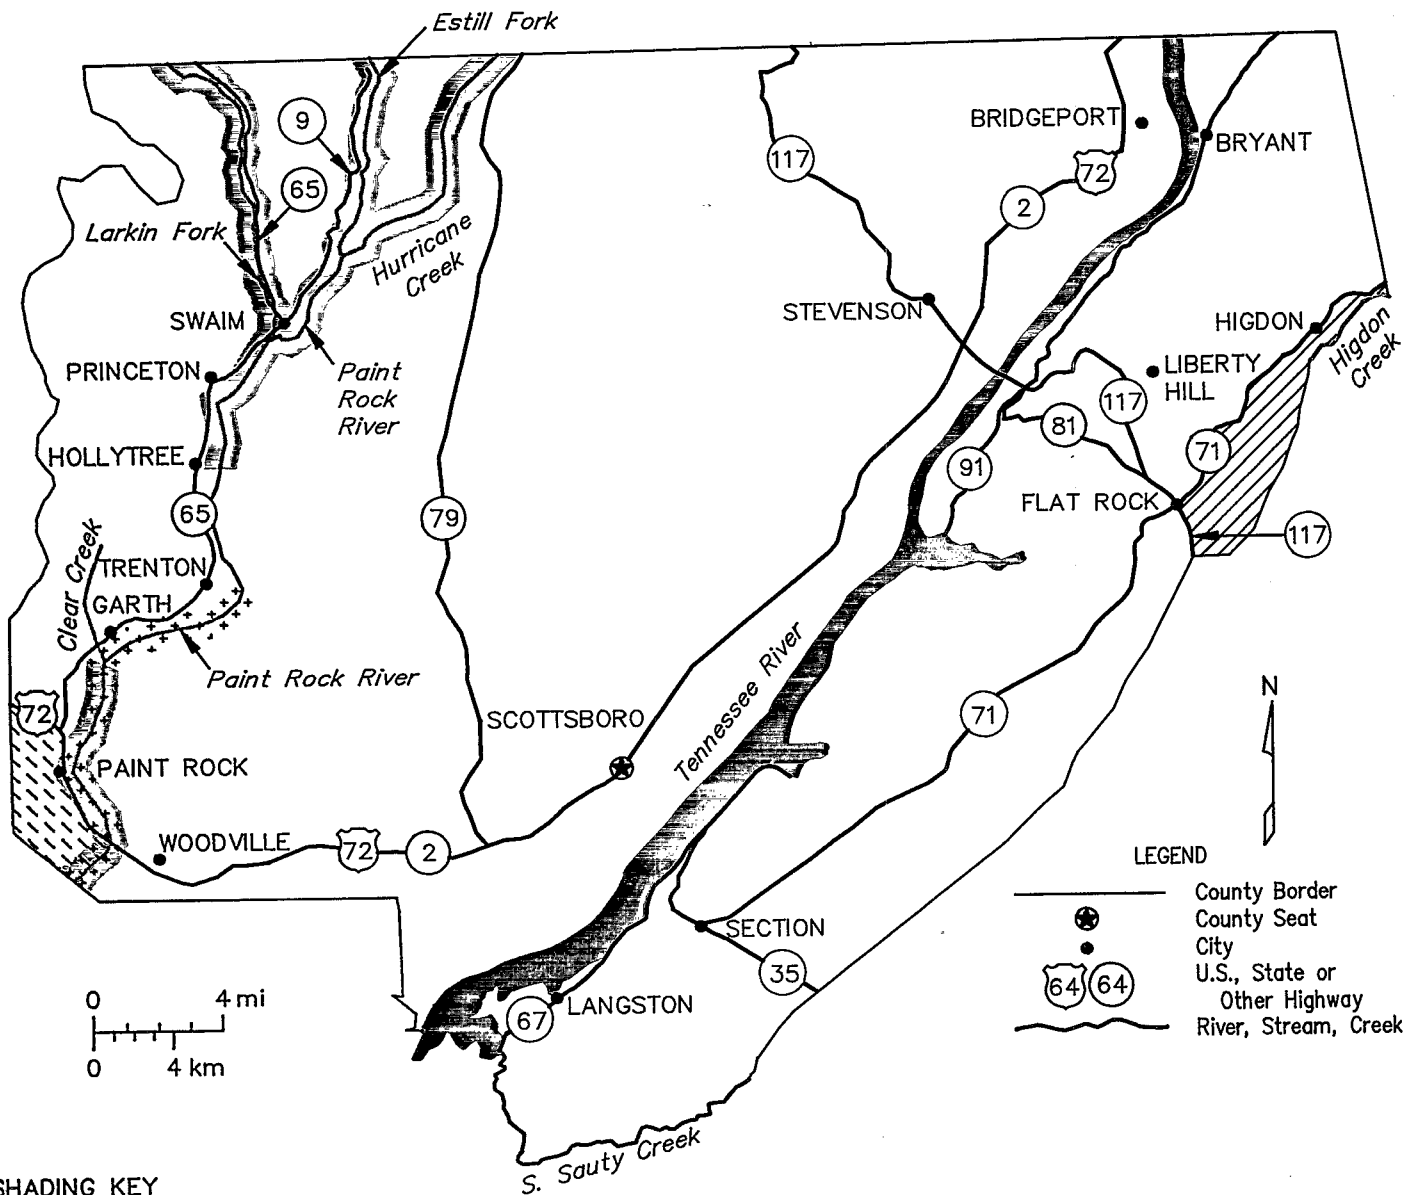 Estill Fork
9
117
BRIDGEPORT
BRYANT
72
65
2
Larkin Fork
Hurricane
Creek
STEVENSON
SWAIM
HIGDON
Higdon
Creek
PRINCETON
Paint
Rock
River
LIBERTY
HILL
117
81
HOLLYTREE
71
91
65
79
FLAT ROCK
117
Clear Creek
TRENTON
GARTH
Paint Rock River
Tennessee River
N
72
SCOTTSBORO
71
PAINT ROCK
WOODVILLE
72
2
LEGEND
County Border
County Seat
City
64 64 U.S., State or
Other Highway
River, Stream, Creek
SECTION
35
0 4 mi
0 4 km
67
LANGSTON
S. Sauty Creek
SHADING KEY